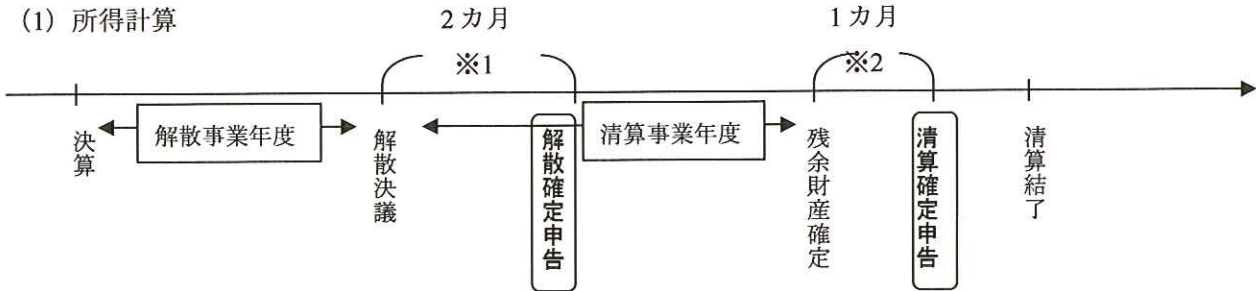 (1) 所得計算
2カ月
※1
1カ月
※2
決算
解散事業年度
解散決議
解散確定申告
清算事業年度
残余財産確定
清算確定申告
清算結了